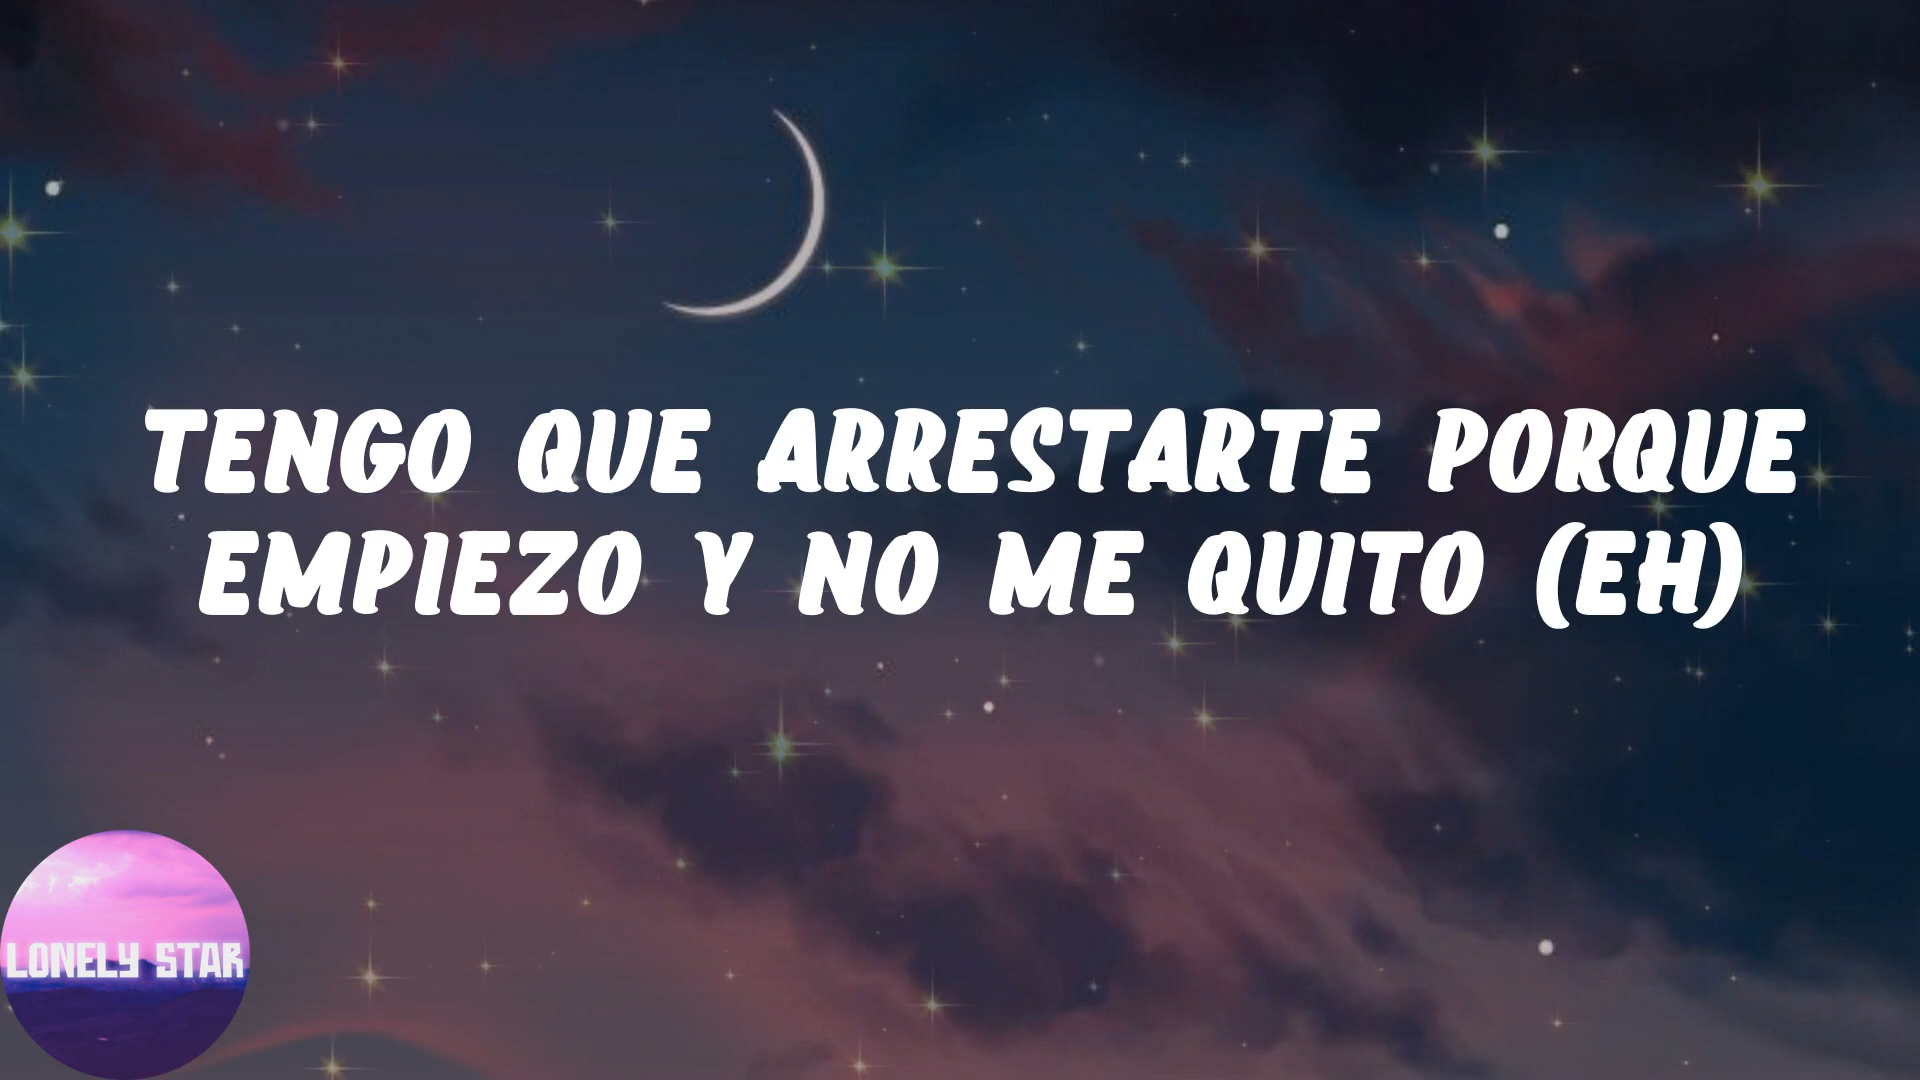 TENGO QUE ARRESTARTE PORQUE
EMPIEZO Y NO ME QUITO (EH)
LONELY STAR